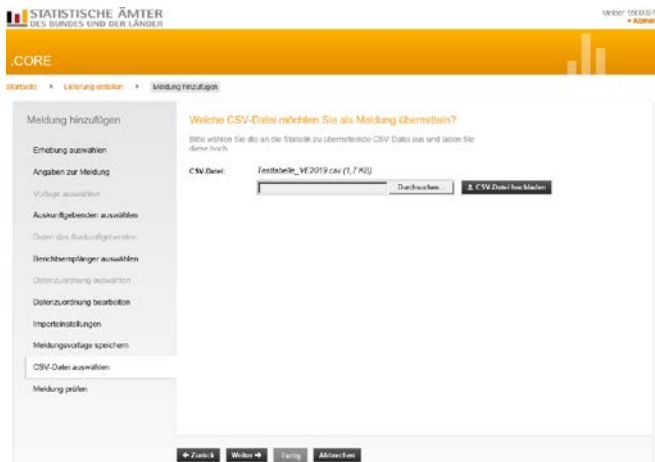 STATISTISCHE ÄMTER
DES BUNDES UND DER LÄNDER
Melder:
.CORE
Startseite Lieferung erstellen Meldung hinzufügen
Meldung hinzufügen
Erhebung auswählen
Angaben zur Meldung
Vorlage auswählen
Auskunftgebenden auswählen
Daten des Auskunftgebenden
Berichtsempfänger auswählen
Datenzuordnung auswählen
Datenzuordnung bearbeiten
Importeinstellungen
Meldungsvorlage speichern
CSV-Datei auswählen
Meldung prüfen
Welche CSV-Datei möchten Sie als Meldung übermitteln?
Bitte wählen Sie die an die Statistik zu übermittelnde CSV-Datei aus und laden Sie
diese hoch.
CSV-Datei: Testtabelle_VE2019.csv (1,7 KB)
Durchsuchen... CSV-Datei hochladen
Zurück Weiter Fertig Abbrechen